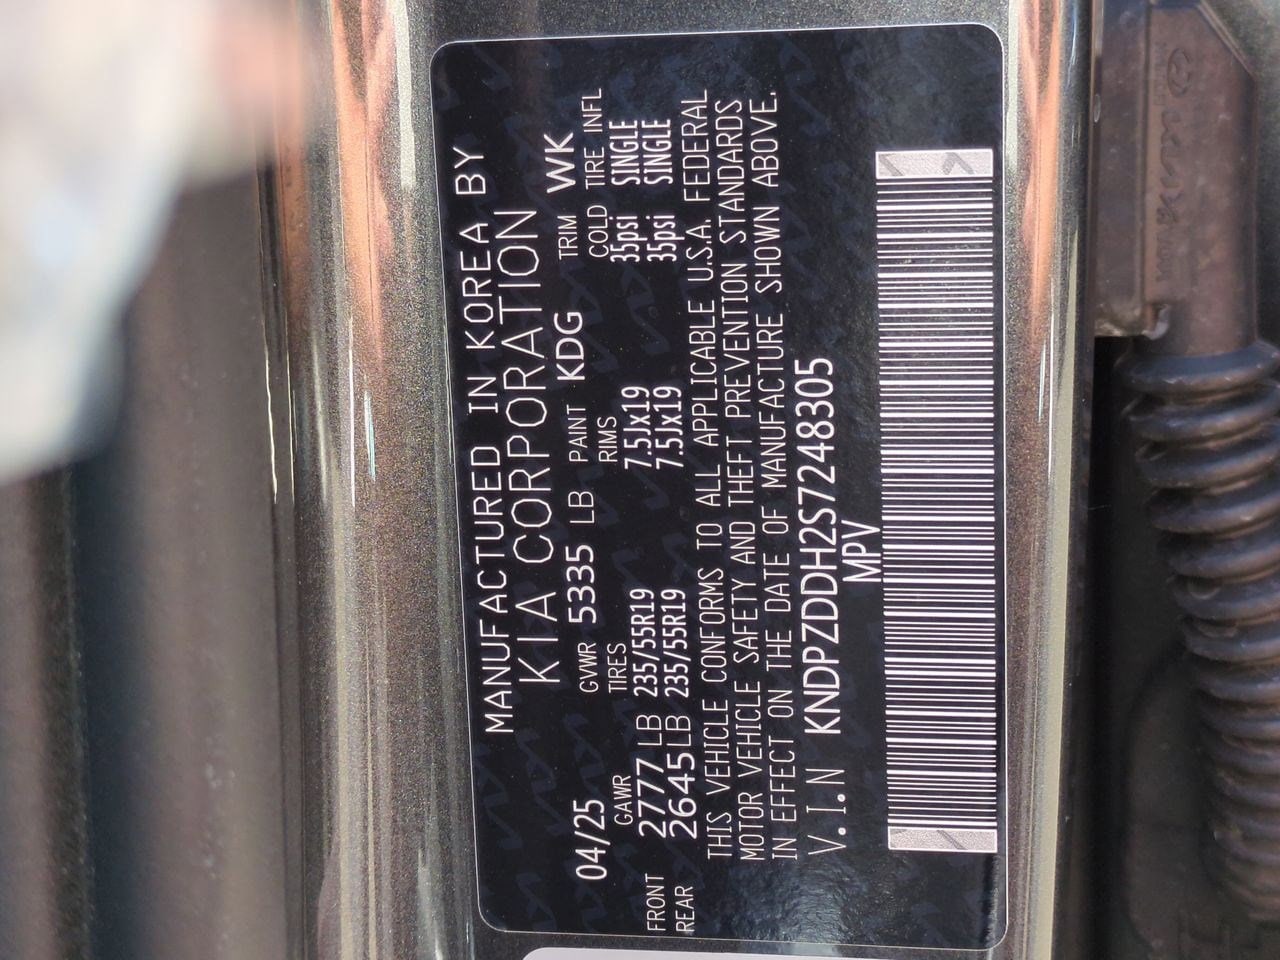 MANUFACTURED IN KOREA BY
KIA CORPORATION
04/25 GVWR 5335 LB PAINT KDG TRIM WK
GAWR TIRES RIMS COLD TIRE INFL
FRONT 2777 LB 235/55R19 7.5Jx19 35psi SINGLE
REAR 2645 LB 235/55R19 7.5Jx19 35psi SINGLE
THIS VEHICLE CONFORMS TO ALL APPLICABLE U.S.A. FEDERAL
MOTOR VEHICLE SAFETY AND THEFT PREVENTION STANDARDS
IN EFFECT ON THE DATE OF MANUFACTURE SHOWN ABOVE.
V.I.N KNDPZDDH2S7248305
MPV